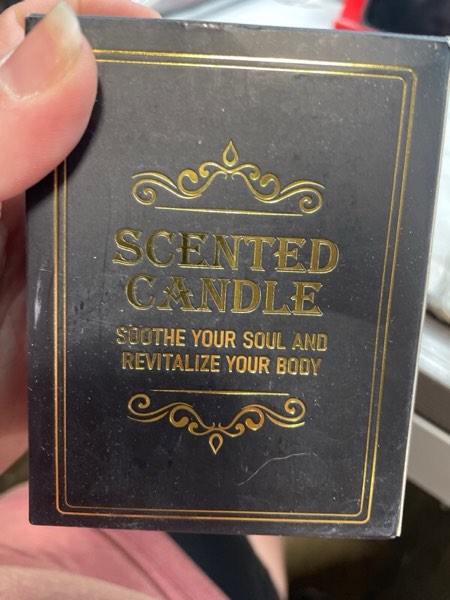 SCENTED
CANDLE
SOOTHE YOUR SOUL AND
REVITALIZE YOUR BODY